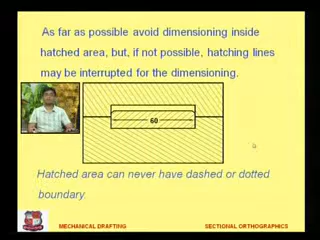 As far as possible avoid dimensioning inside
hatched area, but, if not possible, hatching lines
may be interrupted for the dimensioning.
60
Hatched area can never have dashed or dotted
boundary.
MECHANICAL DRAFTING SECTIONAL ORTHOGRAPHICS